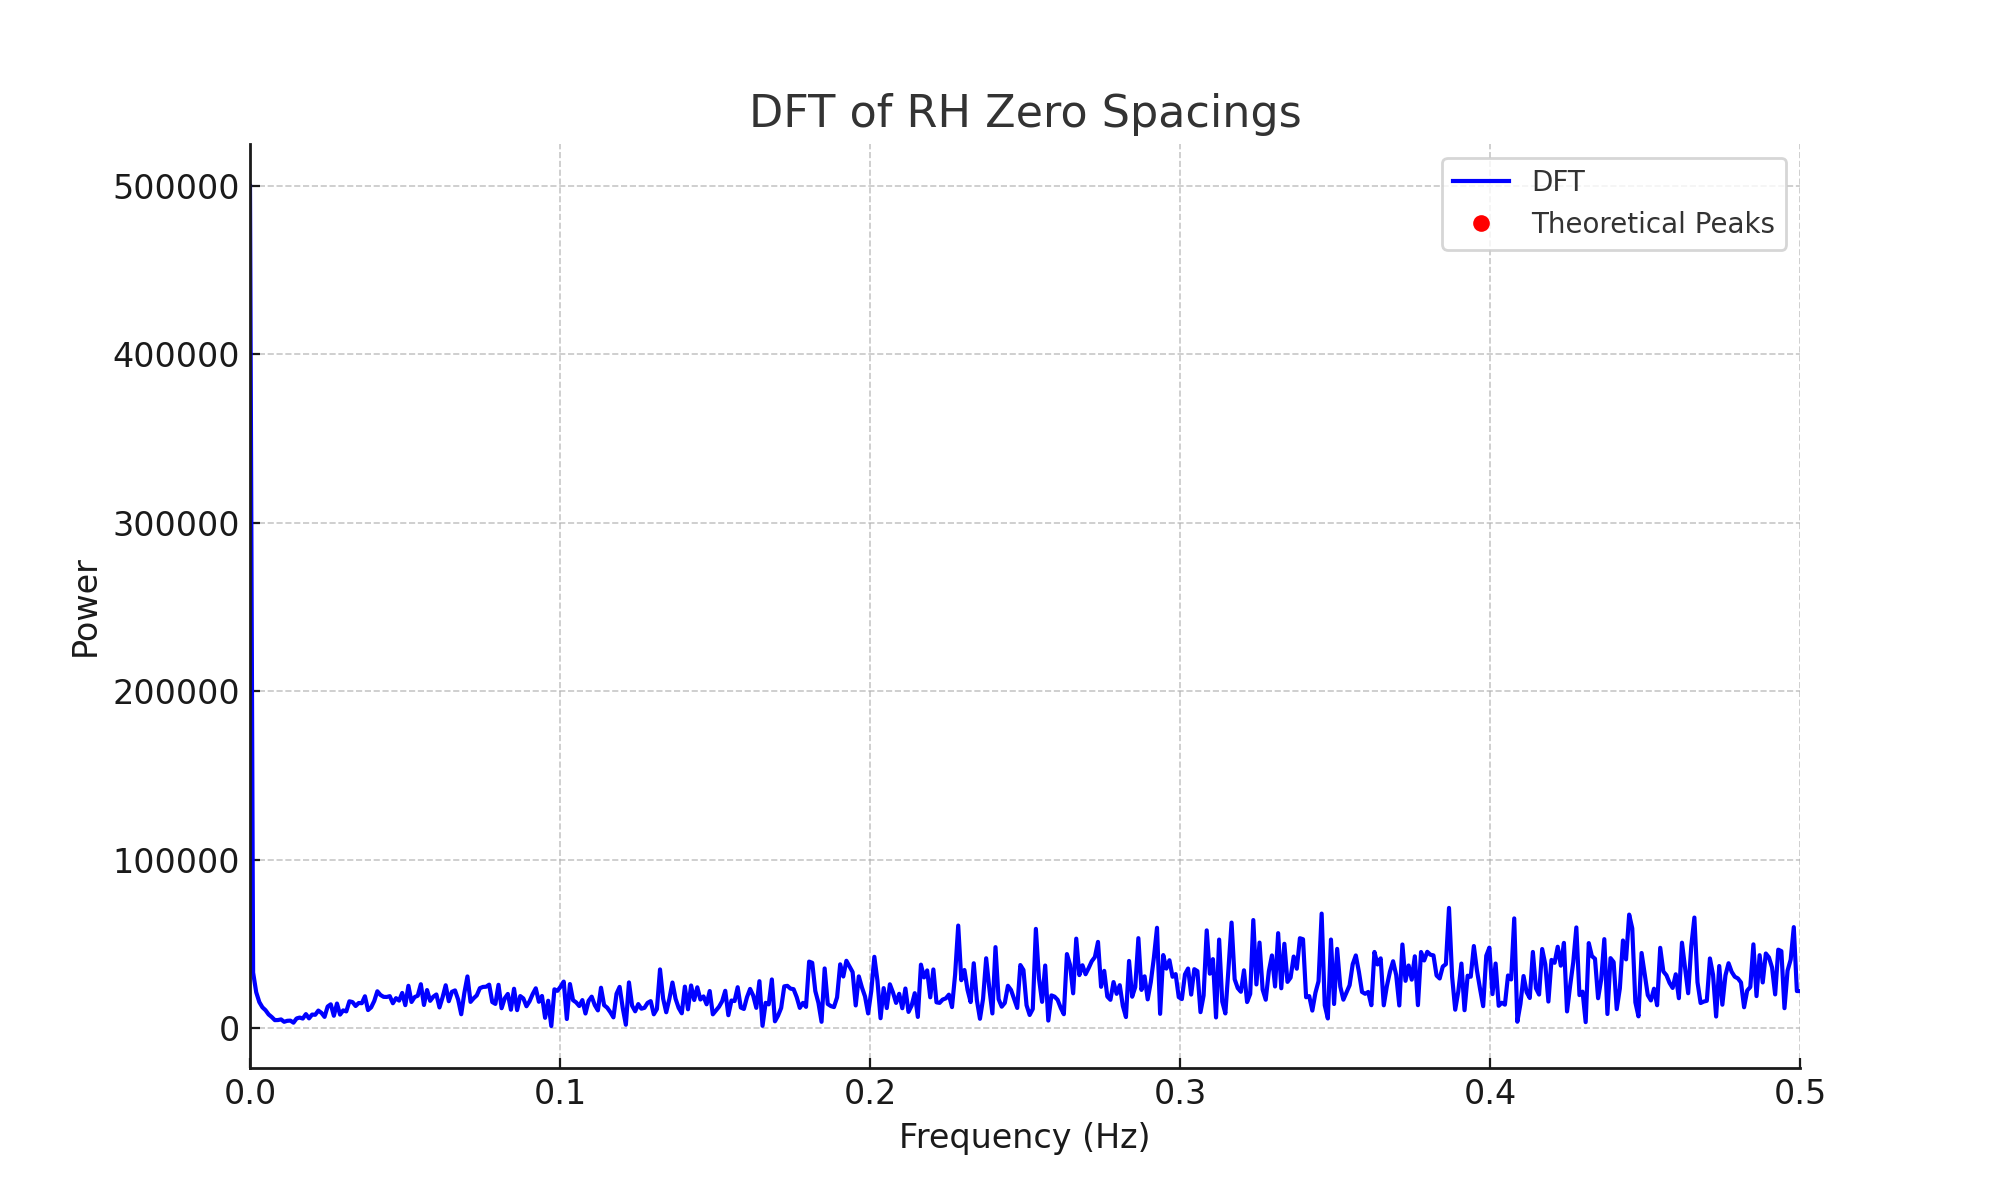 DFT of RH Zero Spacings
DFT
Theoretical Peaks
500000
400000
300000
200000
100000
0
Power
0.0 0.1 0.2 0.3 0.4 0.5
Frequency (Hz)